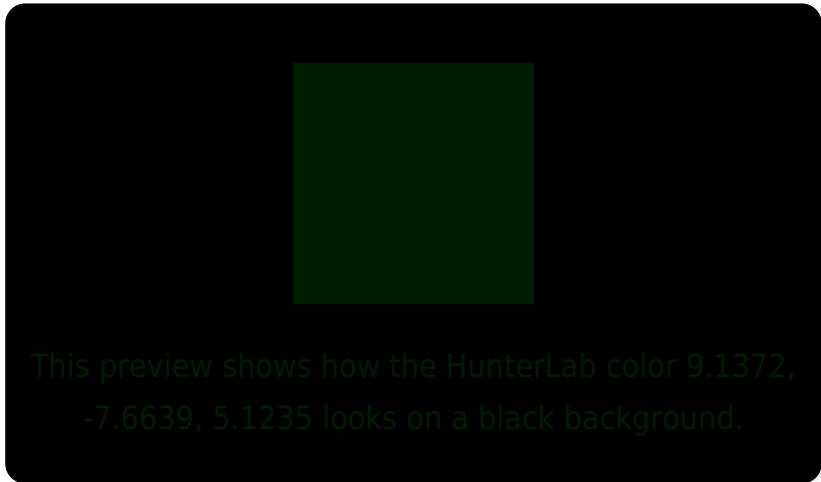 This preview shows how the HunterLab color 9.1372,
-7.6639, 5.1235 looks on a black background.